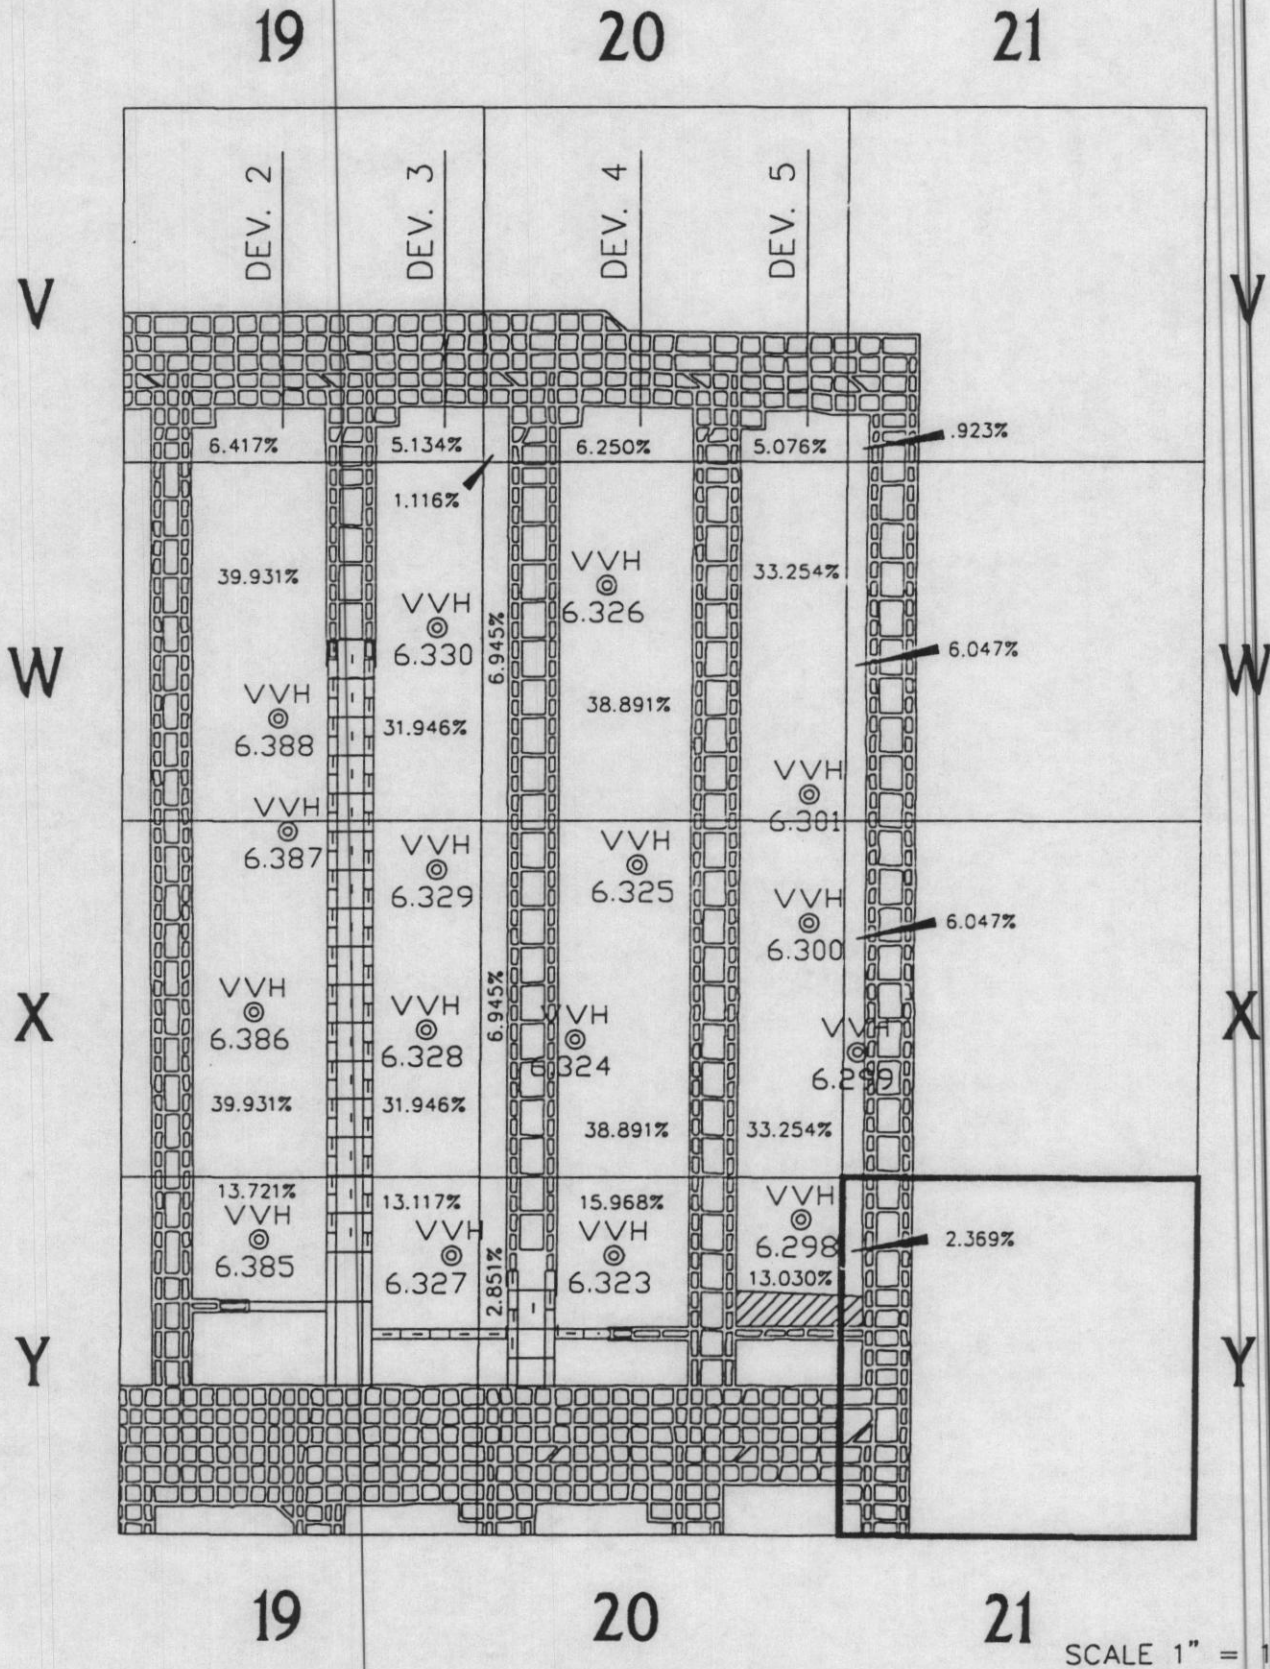 19 20 21
DEV. 2
DEV. 3
DEV. 4
DEV. 5
V V
6.417% 5.134% 6.250% 5.076% .923%
1.116%
39.931% 33.254%
VVH
6.326
VVH
6.330
6.945%
6.047%
W W
VVH
6.388
31.946%
38.891%
VVH
6.301
VVH
6.387
VVH
6.329
VVH
6.325
VVH
6.300
6.047%
X X
VVH
6.386
VVH
6.328
6.945%
VVH
6.324
VVH
6.299
39.931% 31.946% 38.891% 33.254%
13.721%
VVH
6.385
13.117%
VVH
6.327
2.851%
15.968%
VVH
6.323
VVH
6.298
13.030%
2.369%
Y Y
19 20 21
SCALE 1" = 1